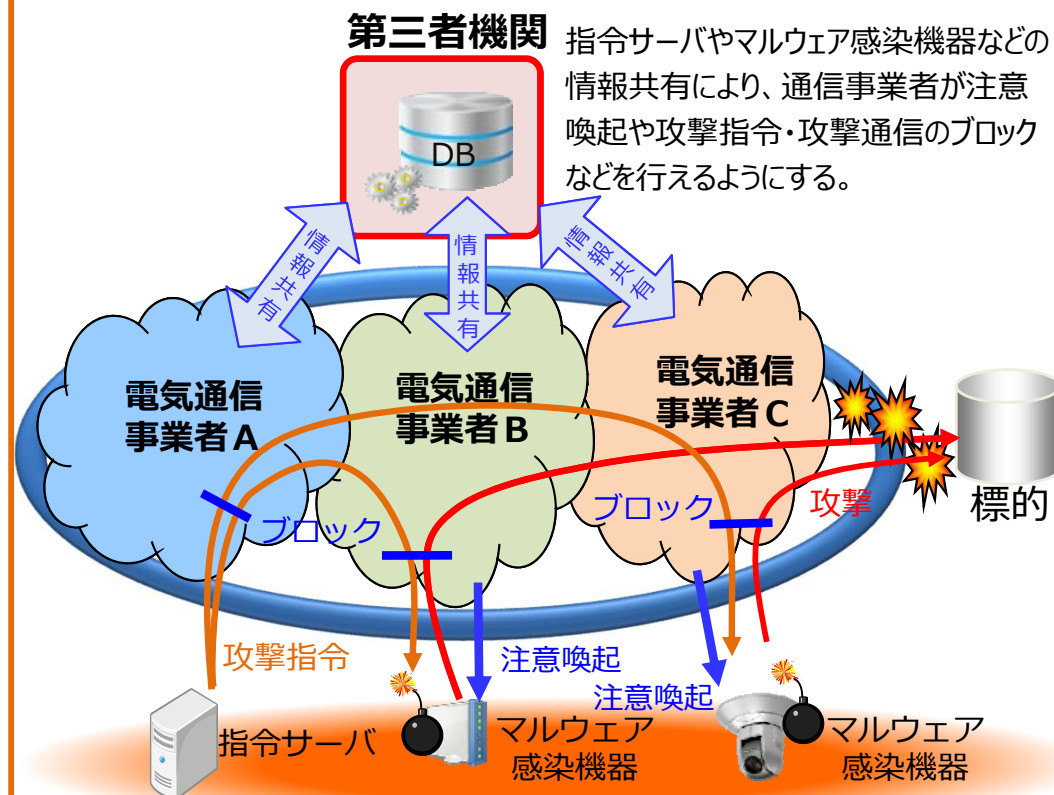 第三者機関
指令サーバやマルウェア感染機器などの
情報共有により、通信事業者が注意
喚起や攻撃指令・攻撃通信のブロック
などを行えるようにする。
DB
情報共有
情報共有
情報共有
電気通信
事業者A
電気通信
事業者B
電気通信
事業者C
ブロック
ブロック
攻撃
標的
攻撃指令
注意喚起
注意喚起
指令サーバ
マルウェア
感染機器
マルウェア
感染機器